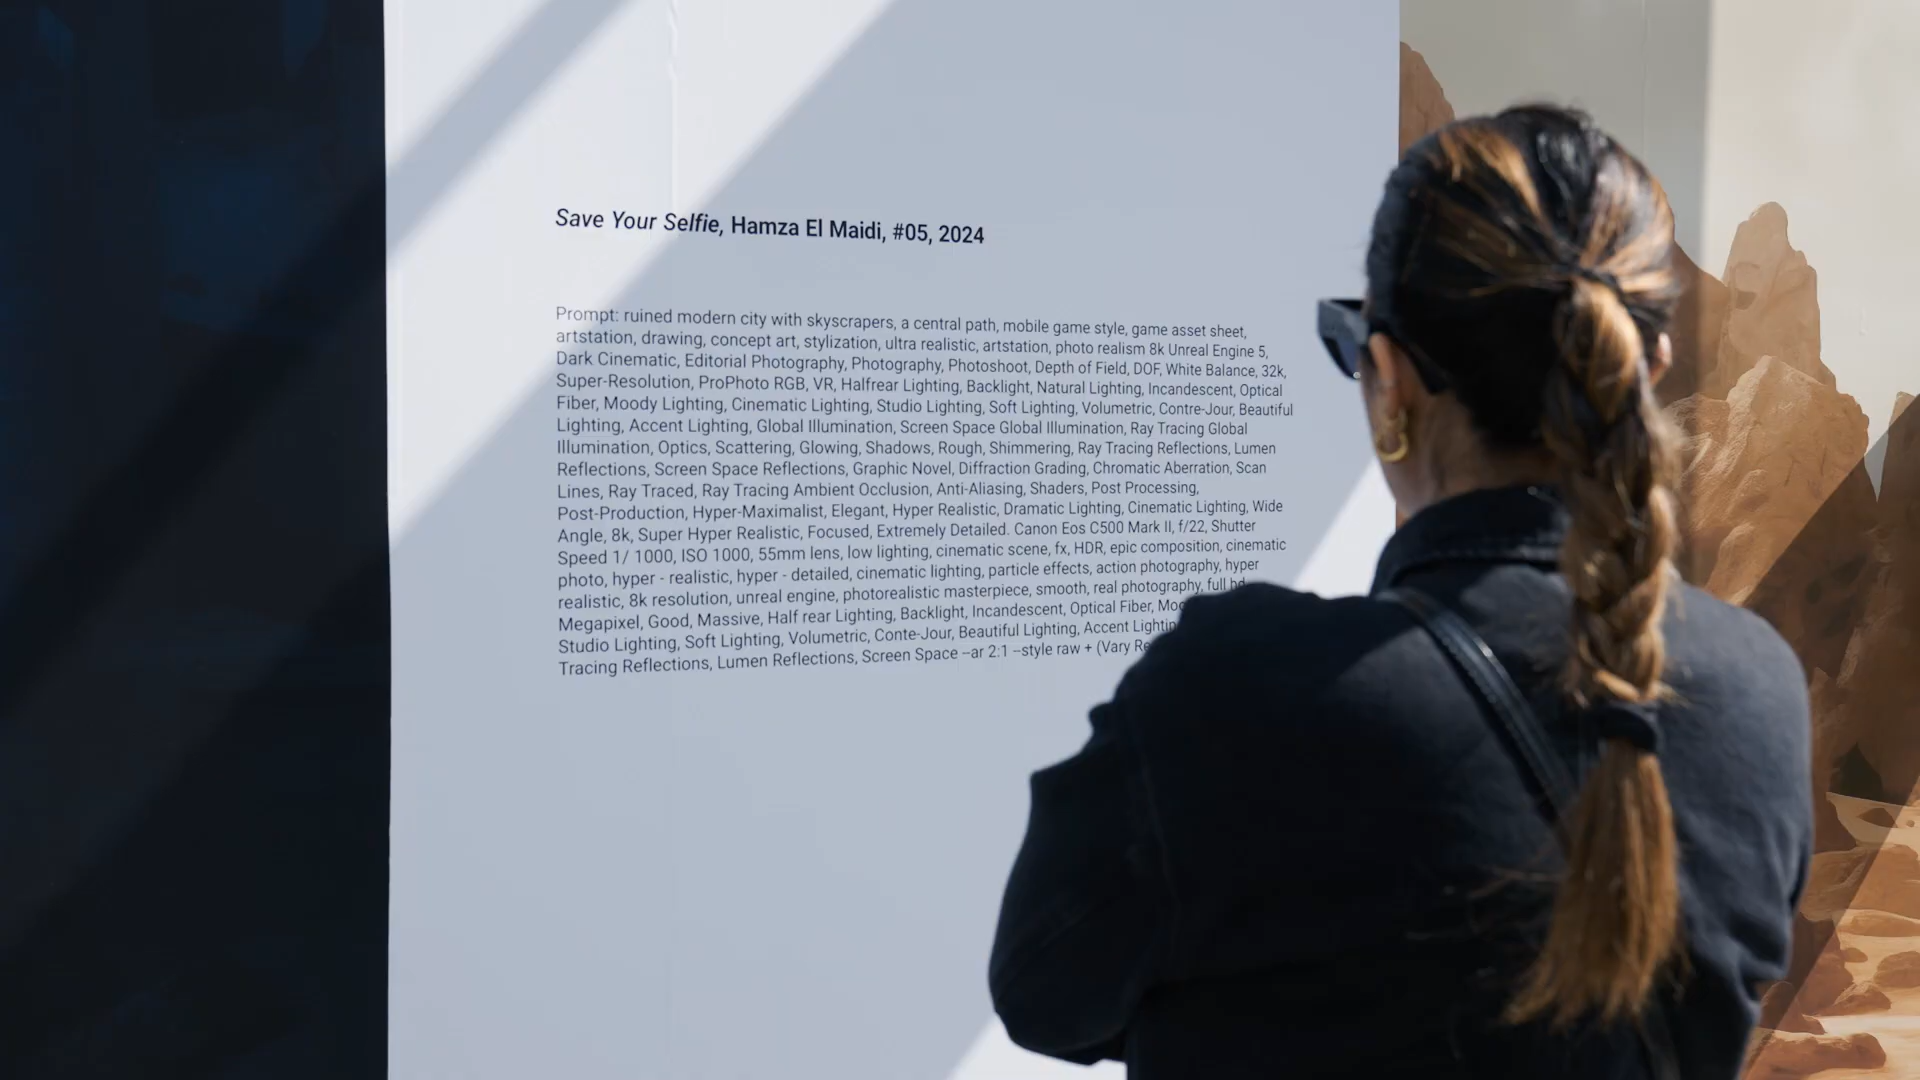 Save Your Selfie, Hamza El Maidi, #05, 2024
Prompt: ruined modern city with skyscrapers, a central path, mobile game style, game asset sheet,
artstation, drawing, concept art, stylization, ultra realistic, artstation, photo realism 8k Unreal Engine 5,
Dark Cinematic, Editorial Photography, Photography, Photoshoot, Depth of Field, DOF, White Balance, 32k,
Super-Resolution, ProPhoto RGB, VR, Halfrear Lighting, Backlight, Natural Lighting, Incandescent, Optical
Fiber, Moody Lighting, Cinematic Lighting, Studio Lighting, Soft Lighting, Volumetric, Contre-Jour, Beautiful
Lighting, Accent Lighting, Global Illumination, Screen Space Global Illumination, Ray Tracing Global
Illumination, Optics, Scattering, Glowing, Shadows, Rough, Shimmering, Ray Tracing Reflections, Lumen
Reflections, Screen Space Reflections, Graphic Novel, Diffraction Grading, Chromatic Aberration, Scan
Lines, Ray Traced, Ray Tracing Ambient Occlusion, Anti-Aliasing, Shaders, Post Processing,
Post-Production, Hyper-Maximalist, Elegant, Hyper Realistic, Dramatic Lighting, Cinematic Lighting, Wide
Angle, 8k, Super Hyper Realistic, Focused, Extremely Detailed. Canon Eos C500 Mark II, f/22, Shutter
Speed 1/ 1000, ISO 1000, 55mm lens, low lighting, cinematic scene, fx, HDR, epic composition, cinematic
photo, hyper - realistic, hyper - detailed, cinematic lighting, particle effects, action photography, hyper
realistic, 8k resolution, unreal engine, photorealistic masterpiece, smooth, real photography, full hd
Megapixel, Good, Massive, Half rear Lighting, Backlight, Incandescent, Optical Fiber,
Studio Lighting, Soft Lighting, Volumetric, Conte-Jour, Beautiful Lighting, Accent
Tracing Reflections, Lumen Reflections, Screen Space --ar 2:1 --style raw + (Vary